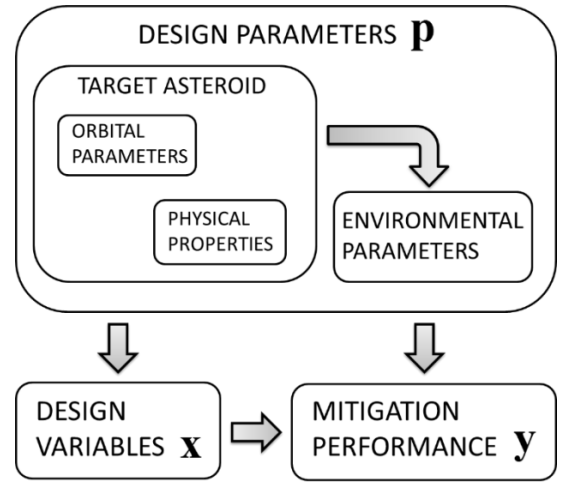 DESIGN PARAMETERS p
TARGET ASTEROID
ORBITAL
PARAMETERS
PHYSICAL
PROPERTIES
ENVIRONMENTAL
PARAMETERS
DESIGN
VARIABLES x
MITIGATION
PERFORMANCE y